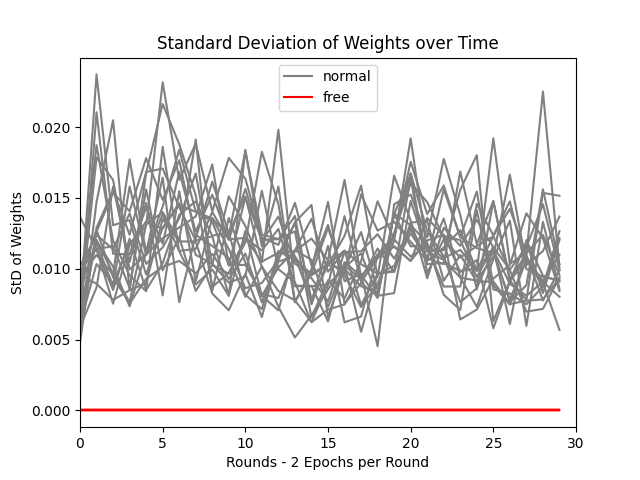 Standard Deviation of Weights over Time
normal
free
0.020
0.015
0.010
0.005
0.000
StD of Weights
0
5
10
15
20
25
30
Rounds - 2 Epochs per Round